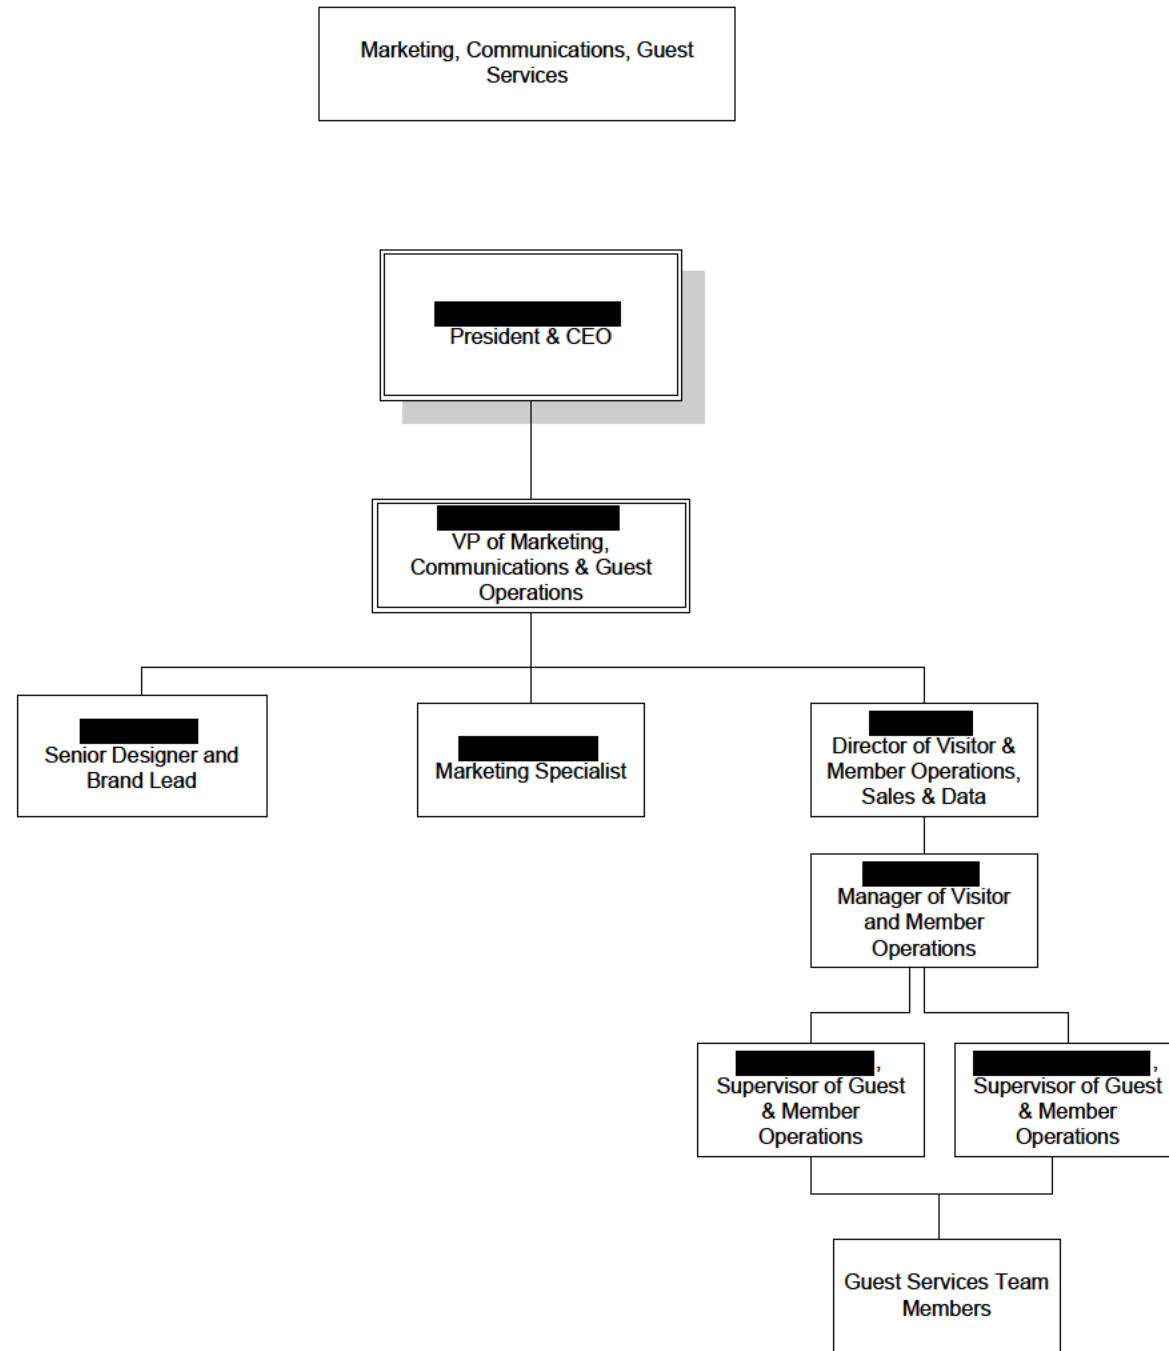 Marketing, Communications, Guest
Services
President & CEO
VP of Marketing,
Communications & Guest
Operations
Senior Designer and
Brand Lead
Marketing Specialist
Director of Visitor &
Member Operations,
Sales & Data
Manager of Visitor
and Member
Operations
,
Supervisor of Guest
& Member
Operations
,
Supervisor of Guest
& Member
Operations
Guest Services Team
Members